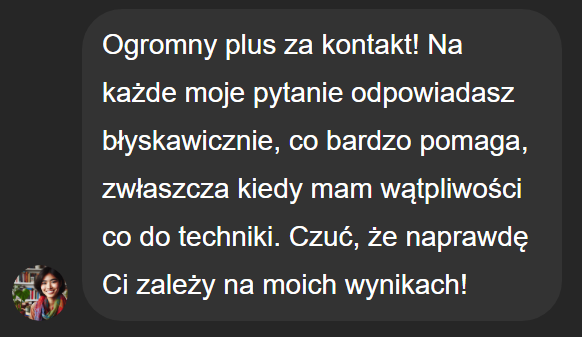 Ogromny plus za kontakt! Na
każde moje pytanie odpowiadasz
błyskawicznie, co bardzo pomaga,
zwłaszcza kiedy mam wątpliwości
co do techniki. Czuć, że naprawdę
Ci zależy na moich wynikach!